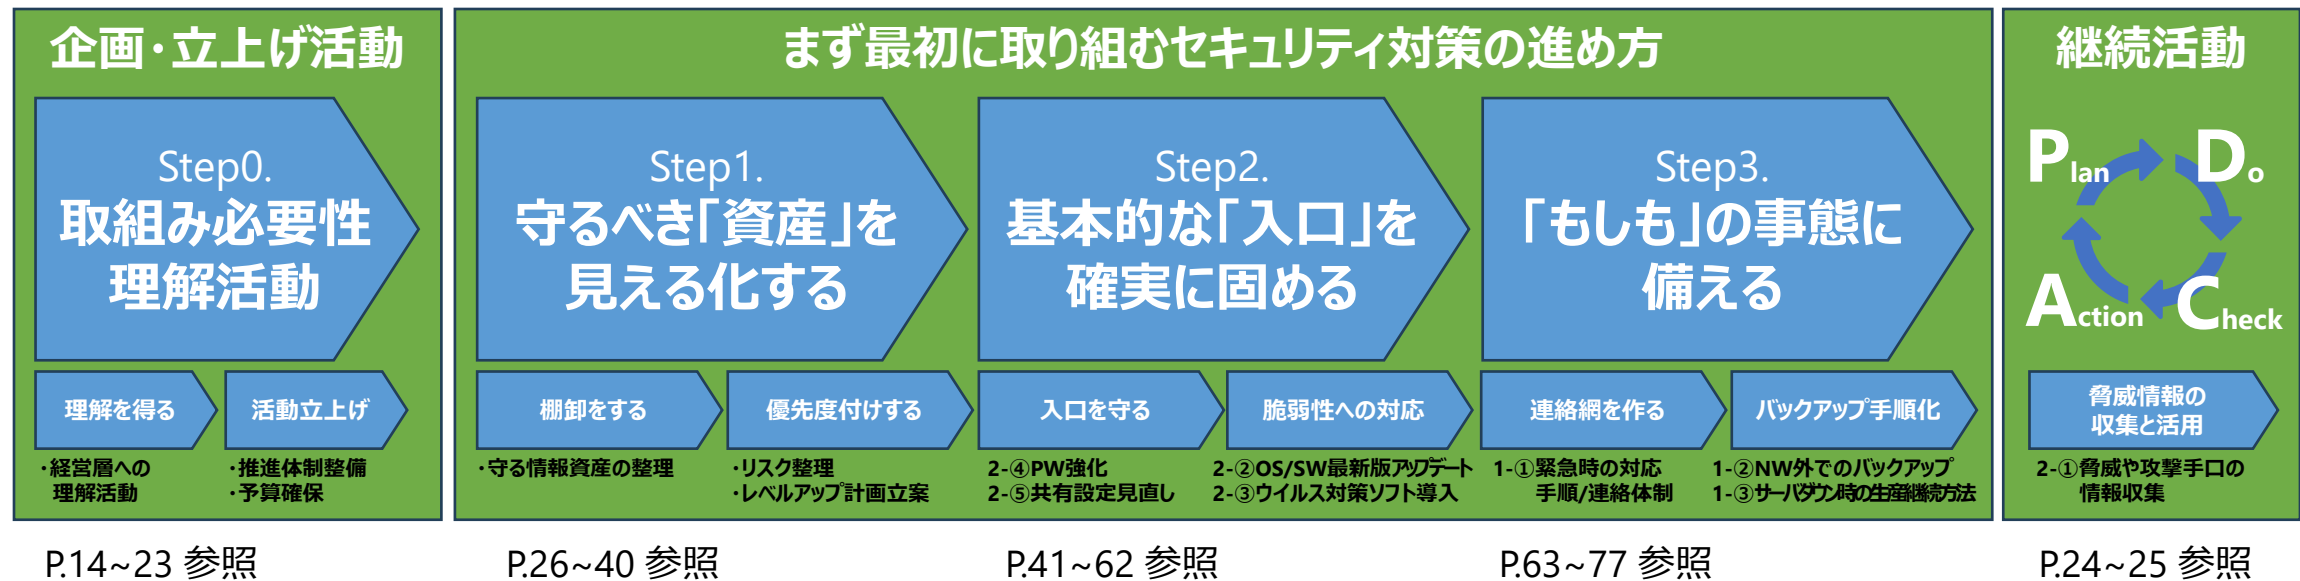 企画・立上げ活動
Step0.
取組み必要性
理解活動
理解を得る
活動立上げ
・経営層への
理解活動
・推進体制整備
・予算確保
P.14~23 参照
まず最初に取り組むセキュリティ対策の進め方
Step1.
守るべき「資産」を
見える化する
棚卸をする
優先度付けする
・守る情報資産の整理
・リスク整理
・レベルアップ計画立案
P.26~40 参照
Step2.
基本的な「入口」を
確実に固める
入口を守る
脆弱性への対応
2-④PW強化
2-⑤共有設定見直し
2-②OS/SW最新版アップデート
2-③ウイルス対策ソフト導入
P.41~62 参照
Step3.
「もしも」の事態に
備える
連絡網を作る
バックアップ手順化
1-①緊急時の対応
手順/連絡体制
1-②NW外でのバックアップ
1-③サーバダウン時の生産継続方法
P.63~77 参照
継続活動
Plan
Do
Check
Action
脅威情報の
収集と活用
2-①脅威や攻撃手口の
情報収集
P.24~25 参照